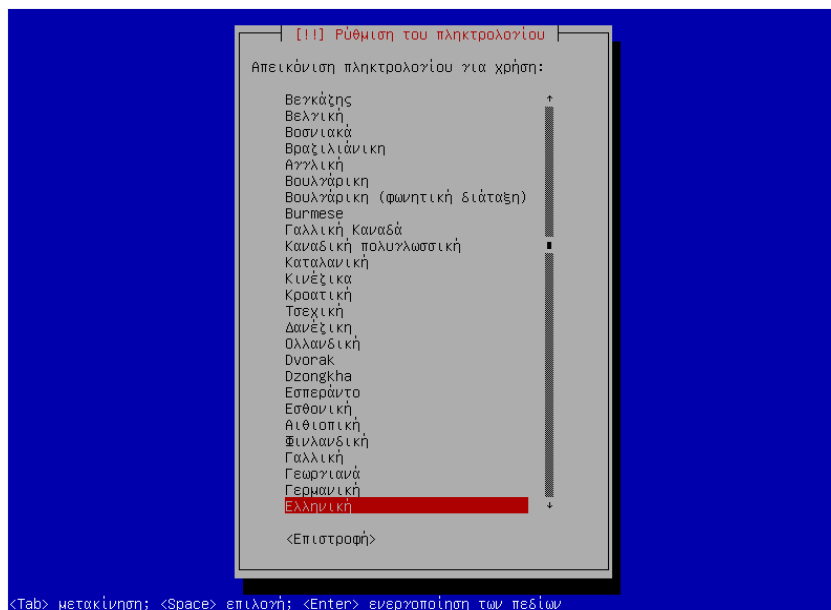 [!!] Ρύθμιση του πληκτρολογίου
Απεικόνιση πληκτρολογίου για χρήση:
Βεγκάζης
Βελγική
Βοσνιακά
Βραζιλιάνικη
Αγγλική
Βουλγάρικη
Βουλγάρικη (φωνητική διάταξη)
Burmese
Γαλλική Καναδά
Καναδική πολυγλωσσική
Καταλανική
Κινέζικα
Κροατική
Τσεχική
Δανέζικη
Ολλανδική
Dvorak
Dzongkha
Εσπεράντο
Εσθονική
Αιθιοπική
Φινλανδική
Γαλλική
Γεωργιανά
Γερμανική
Ελληνική
<Επιστροφή>
<Tab> μετακίνηση; <Space> επιλογή; <Enter> ενεργοποίηση των πεδίων